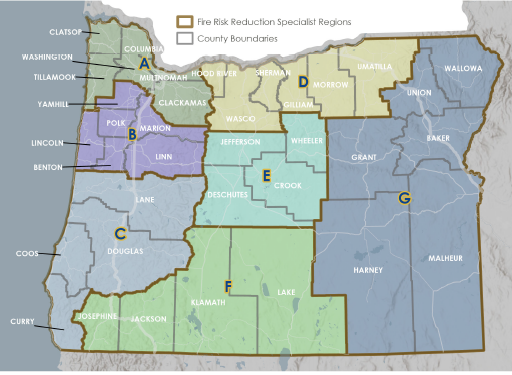 Fire Risk Reduction Specialist Regions
County Boundaries
CLATSOP
COLUMBIA
WASHINGTON
A
TILLAMOOK
MULTNOMAH
HOOD RIVER
SHERMAN
UMATILLA
WALLOWA
D
MORROW
UNION
YAMHILL
CLACKAMAS
GILLIAM
WASCO
POLK
MARION
B
BAKER
LINCOLN
JEFFERSON
WHEELER
LINN
GRANT
BENTON
E
CROOK
DESCHUTES
LANE
G
C
COOS
DOUGLAS
MALHEUR
HARNEY
F
LAKE
KLAMATH
CURRY
JOSEPHINE
JACKSON